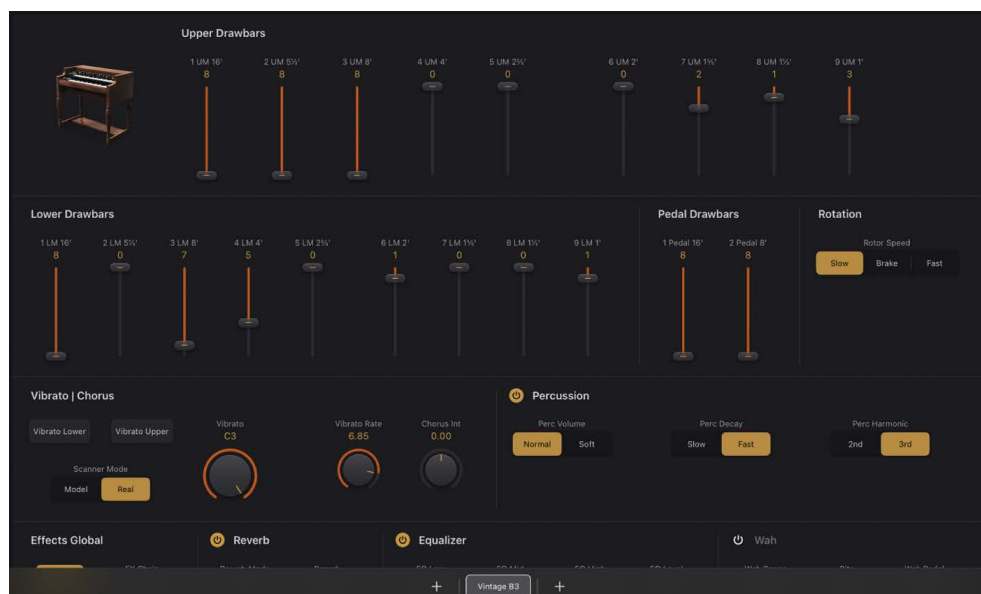 Upper Drawbars
1 UM 16' 2 UM 5⅓' 3 UM 8' 4 UM 4' 5 UM 2⅔' 6 UM 2' 7 UM 1⅗' 8 UM 1⅓' 9 UM 1'
8 8 8 0 0 0 2 1 3
Lower Drawbars Pedal Drawbars Rotation
1 LM 16' 2 LM 5⅓' 3 LM 8' 4 LM 4' 5 LM 2⅔' 6 LM 2' 7 LM 1⅗' 8 LM 1⅓' 9 LM 1' 1 Pedal 16' 2 Pedal 8' Rotor Speed
8 0 7 5 0 1 0 0 1 8 8
Slow Brake Fast
Vibrato | Chorus Percussion
Vibrato Lower Vibrato Upper Vibrato Vibrato Rate Chorus Int Perc Volume Perc Decay Perc Harmonic
C3 6.85 0.00
Normal Soft Slow Fast 2nd 3rd
Scanner Mode
Model Real
Effects Global Reverb Equalizer Wah
+ Vintage B3 +